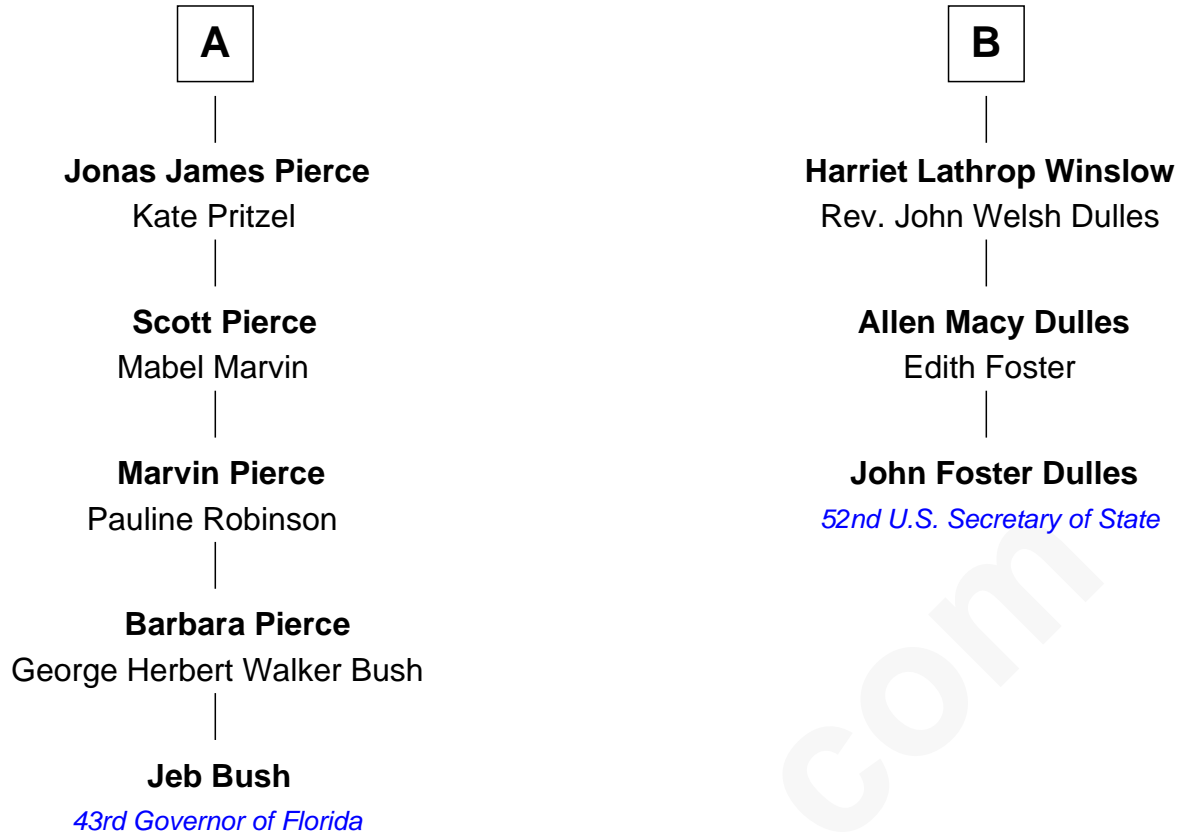 A
Jonas James Pierce
Kate Pritzel
Scott Pierce
Mabel Marvin
Marvin Pierce
Pauline Robinson
Barbara Pierce
George Herbert Walker Bush
Jeb Bush
43rd Governor of Florida
B
Harriet Lathrop Winslow
Rev. John Welsh Dulles
Allen Macy Dulles
Edith Foster
John Foster Dulles
52nd U.S. Secretary of State
com